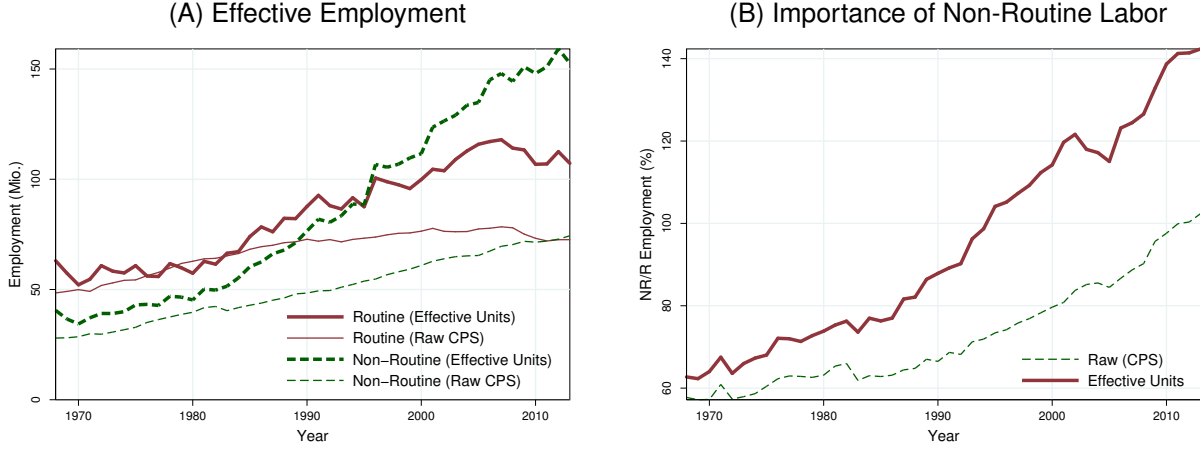 (A) Effective Employment
Employment (Mio.)
150
100
50
0
Routine (Effective Units)
Routine (Raw CPS)
Non−Routine (Effective Units)
Non−Routine (Raw CPS)
1970 1980 1990 2000 2010
Year
(B) Importance of Non-Routine Labor
NR/R Employment (%)
140
120
100
80
60
Raw (CPS)
Effective Units
1970 1980 1990 2000 2010
Year